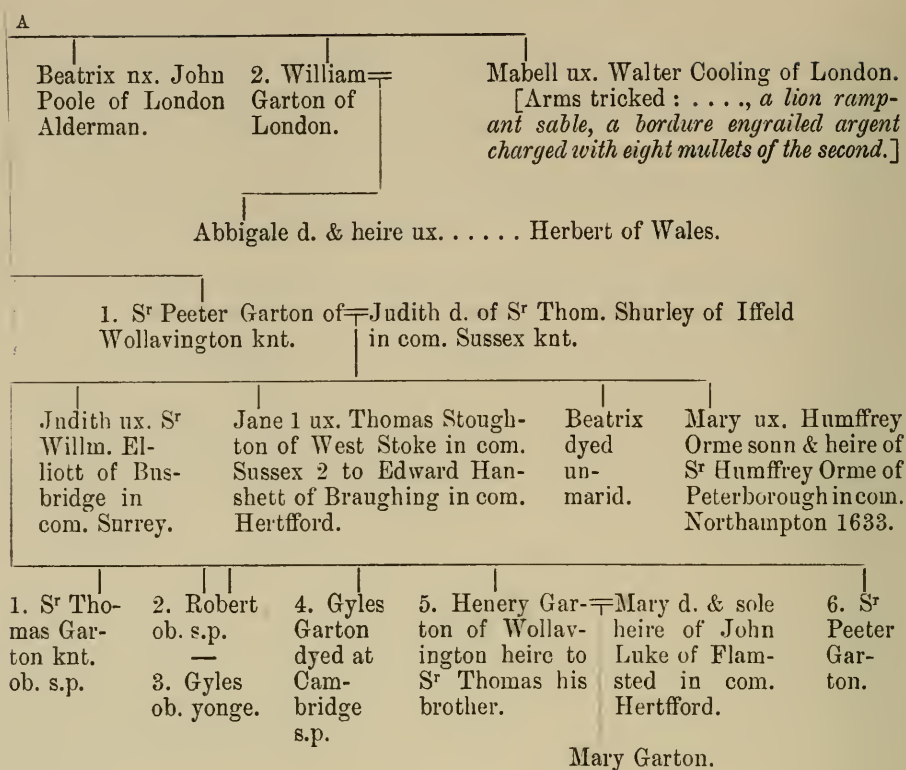 A
Beatrix nx. John
Poole of London
Alderman.
2. William
Garton of
London.
Mabell ux. Walter Cooling of London.
[Arms tricked : . . . ., a lion ramp-
ant sable, a bordure engrailed argent
charged with eight mullets of the second.]
Abbigale d. & heire ux. . . . . . Herbert of Wales.
1. Sʳ Peeter Garton of
Wollavington knt.
Judith d. of Sʳ Thom. Shurley of Iffeld
in com. Sussex knt.
Judith ux. Sʳ
Willm. El-
liott of Bus-
bridge in
com. Surrey.
Jane 1 ux. Thomas Stough-
ton of West Stoke in com.
Sussex 2 to Edward Han-
shett of Braughing in com.
Hertfford.
Beatrix
dyed
un-
marid.
Mary ux. Humffrey
Orme sonn & heire of
Sʳ Humffrey Orme of
Peterborough in com.
Northampton 1633.
1. Sʳ Tho-
mas Gar-
ton knt.
ob. s.p.
2. Robert
ob. s.p.
—
3. Gyles
ob. yonge.
4. Gyles
Garton
dyed at
Cam-
bridge
s.p.
5. Henery Gar-
ton of Wollav-
ington heire to
Sʳ Thomas his
brother.
Mary d. & sole
heire of John
Luke of Flam-
sted in com.
Hertfford.
6. Sʳ
Peeter
Gar-
ton.
Mary Garton.